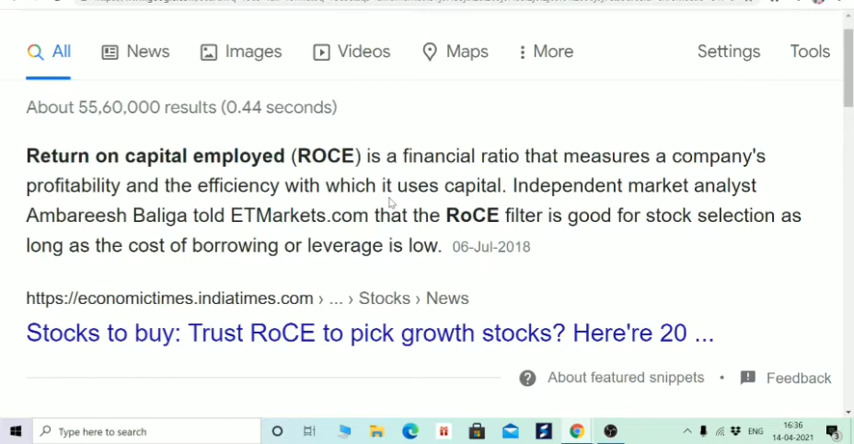 All News Images Videos Maps More Settings Tools
About 55,60,000 results (0.44 seconds)
Return on capital employed (ROCE) is a financial ratio that measures a company's
profitability and the efficiency with which it uses capital. Independent market analyst
Ambareesh Baliga told ETMarkets.com that the RoCE filter is good for stock selection as
long as the cost of borrowing or leverage is low. 06-Jul-2018
https://economictimes.indiatimes.com › ... › Stocks › News
Stocks to buy: Trust RoCE to pick growth stocks? Here're 20 ...
About featured snippets • Feedback
Type here to search
ENG
16:36
14-04-2021